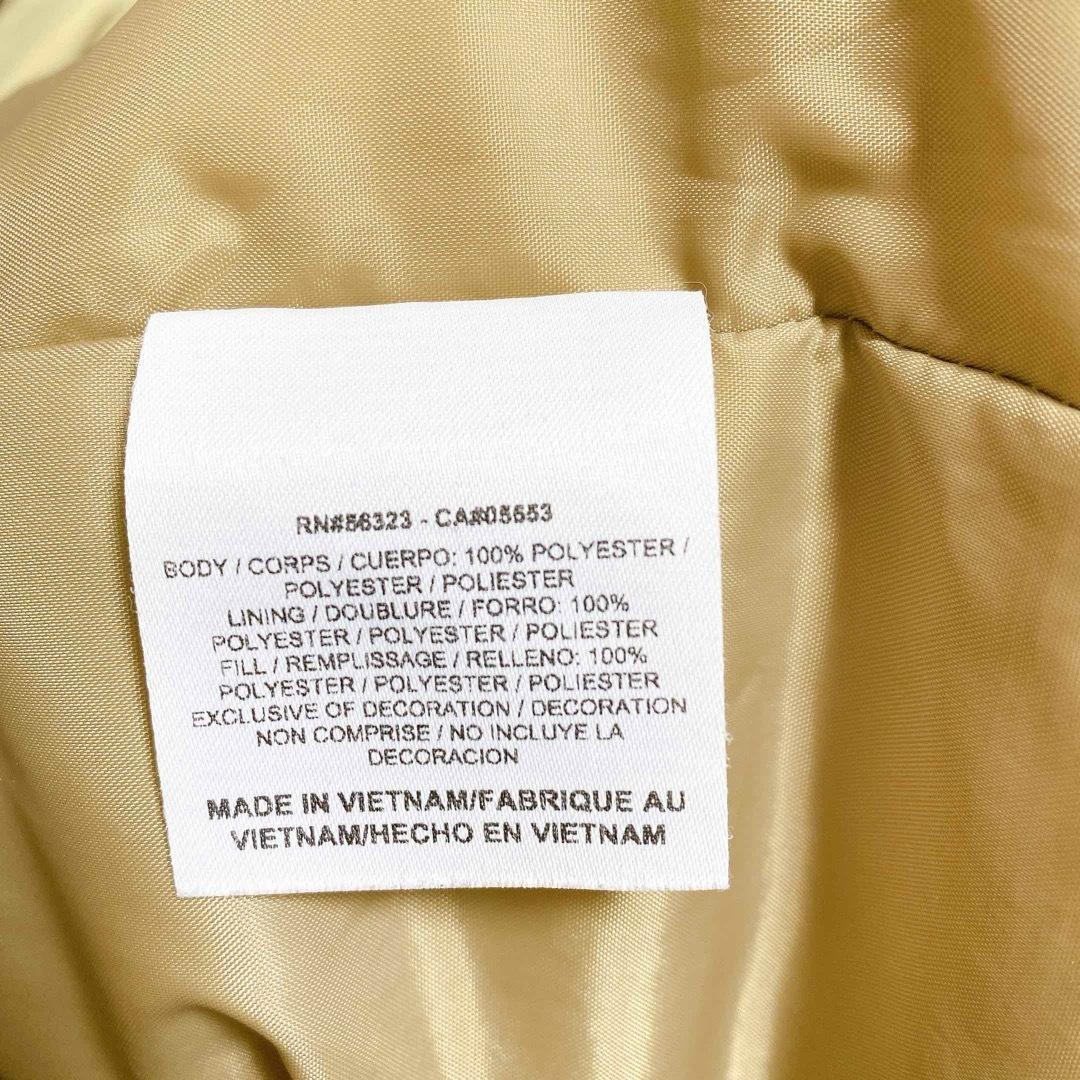 RN#56323 - CA#05553
BODY / CORPS / CUERPO: 100% POLYESTER /
POLYESTER / POLIESTER
LINING / DOUBLURE / FORRO: 100%
POLYESTER / POLYESTER / POLIESTER
FILL / REMPLISSAGE / RELLENO: 100%
POLYESTER / POLYESTER / POLIESTER
EXCLUSIVE OF DECORATION / DECORATION
NON COMPRISE / NO INCLUYE LA
DECORACION
MADE IN VIETNAM/FABRIQUE AU
VIETNAM/HECHO EN VIETNAM